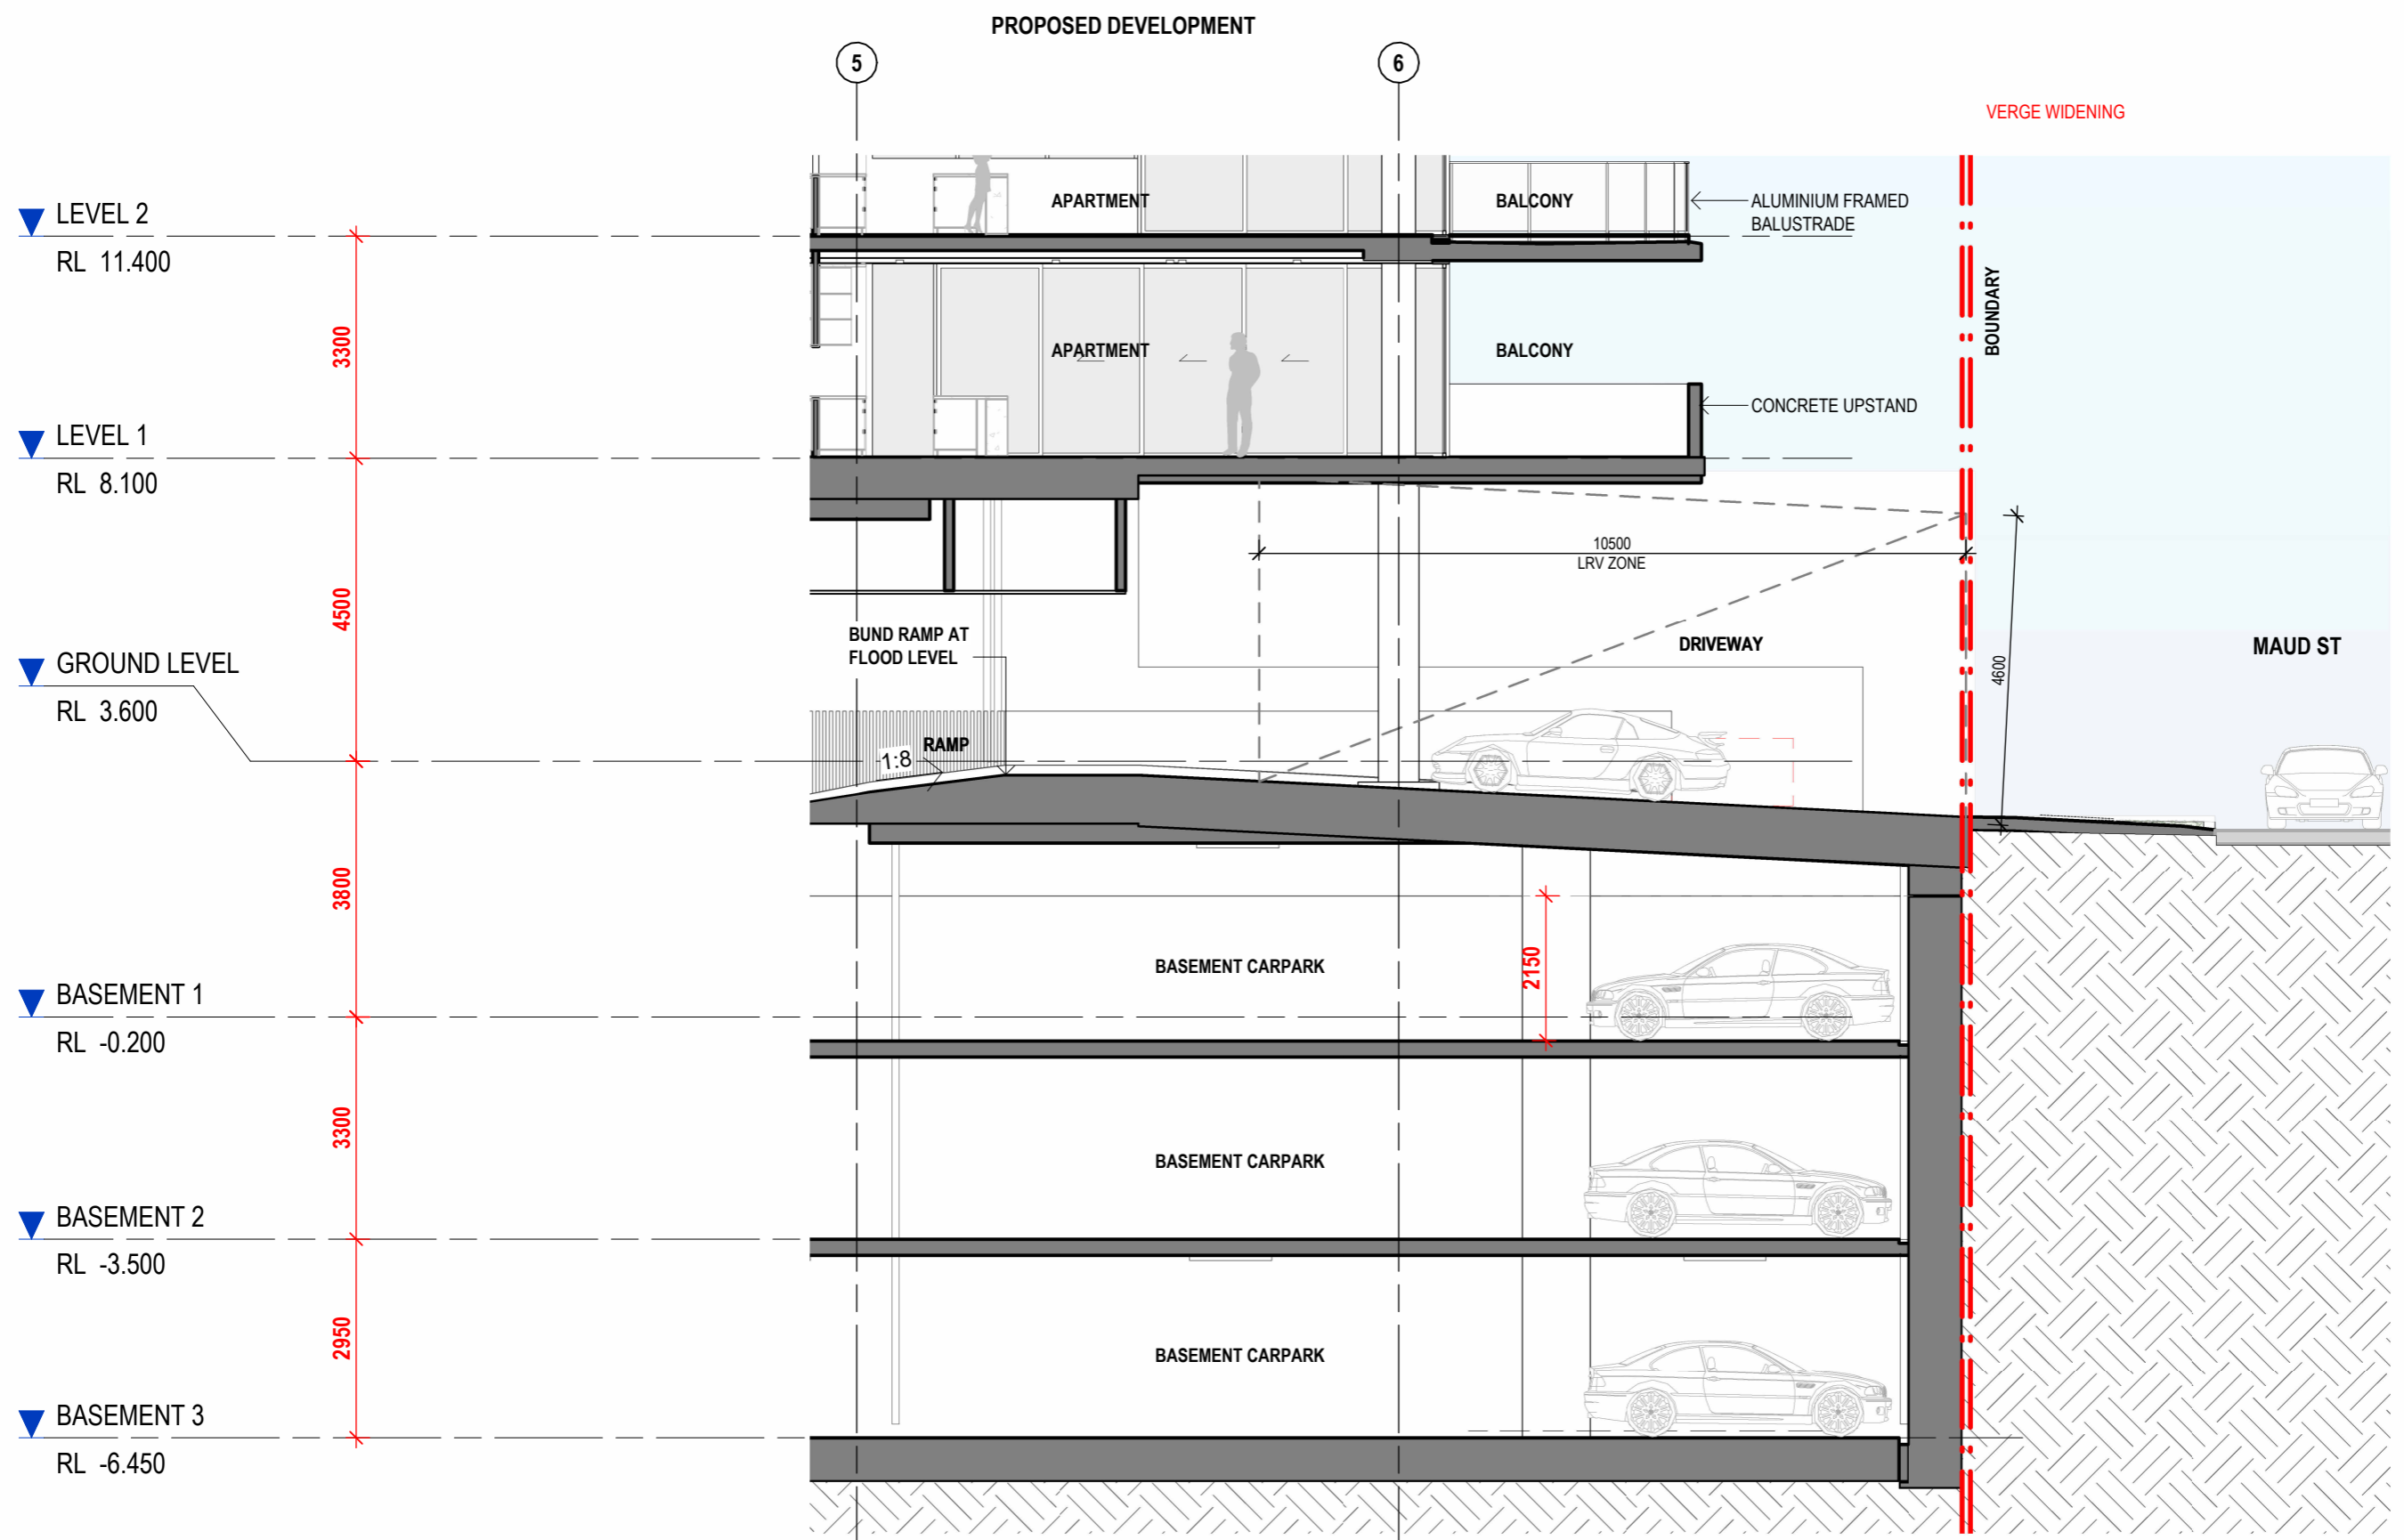 PROPOSED DEVELOPMENT
5
6
VERGE WIDENING
LEVEL 2
RL 11.400
APARTMENT
BALCONY
ALUMINIUM FRAMED
BALUSTRADE
BOUNDARY
3300
APARTMENT
BALCONY
CONCRETE UPSTAND
LEVEL 1
RL 8.100
10500
LRV ZONE
4500
BUND RAMP AT
FLOOD LEVEL
DRIVEWAY
MAUD ST
4600
GROUND LEVEL
RL 3.600
RAMP
1:8
3800
BASEMENT CARPARK
2150
BASEMENT 1
RL -0.200
3300
BASEMENT CARPARK
BASEMENT 2
RL -3.500
2950
BASEMENT CARPARK
BASEMENT 3
RL -6.450